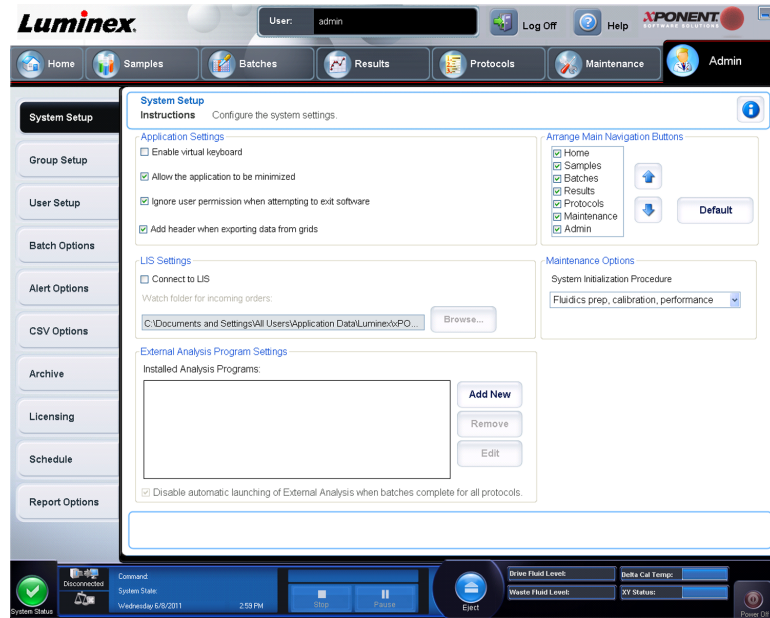 Luminex.
User: admin
Log Off
Help
XPONENT.
SOFTWARE SOLUTIONS
Home
Samples
Batches
Results
Protocols
Maintenance
Admin
System Setup
Group Setup
User Setup
Batch Options
Alert Options
CSV Options
Archive
Licensing
Schedule
Report Options
System Setup
Instructions Configure the system settings.
Application Settings
Enable virtual keyboard
Allow the application to be minimized
Ignore user permission when attempting to exit software
Add header when exporting data from grids
Arrange Main Navigation Buttons
Home
Samples
Batches
Results
Protocols
Maintenance
Admin
Default
LIS Settings
Connect to LIS
Watch folder for incoming orders:
C:\Documents and Settings\All Users\Application Data\Luminex\xPO...
Browse...
Maintenance Options
System Initialization Procedure
Fluidics prep, calibration, performance
External Analysis Program Settings
Installed Analysis Programs:
Add New
Remove
Edit
Disable automatic launching of External Analysis when batches complete for all protocols.
System Status
Disconnected
Command:
System State:
Wednesday 6/8/2011 2:59 PM
Stop
Pause
Eject
Drive Fluid Level:
Waste Fluid Level:
Delta Cal Temp:
XY Status:
Power Off